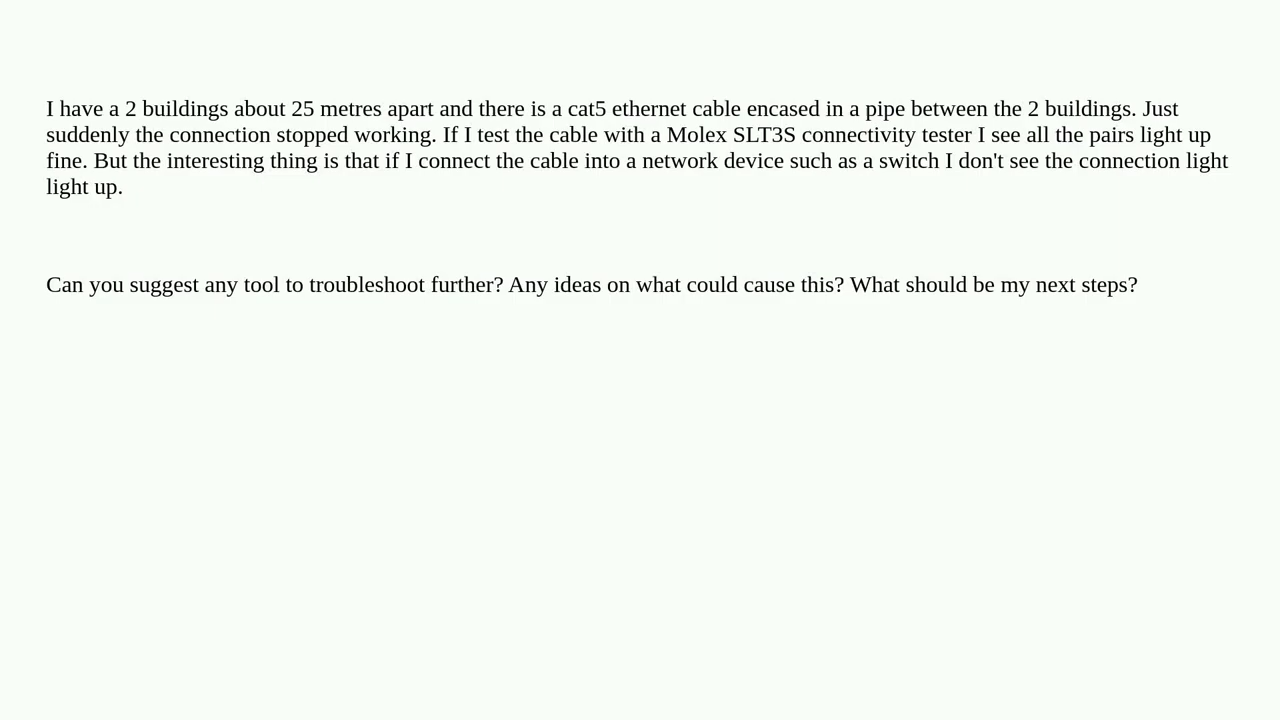 I have a 2 buildings about 25 metres apart and there is a cat5 ethernet cable encased in a pipe between the 2 buildings. Just
suddenly the connection stopped working. If I test the cable with a Molex SLT3S connectivity tester I see all the pairs light up
fine. But the interesting thing is that if I connect the cable into a network device such as a switch I don't see the connection light
light up.
Can you suggest any tool to troubleshoot further? Any ideas on what could cause this? What should be my next steps?